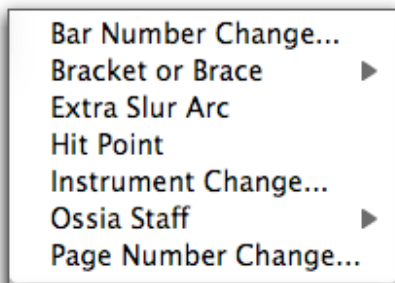 Bar Number Change...
Bracket or Brace
Extra Slur Arc
Hit Point
Instrument Change...
Ossia Staff
Page Number Change...